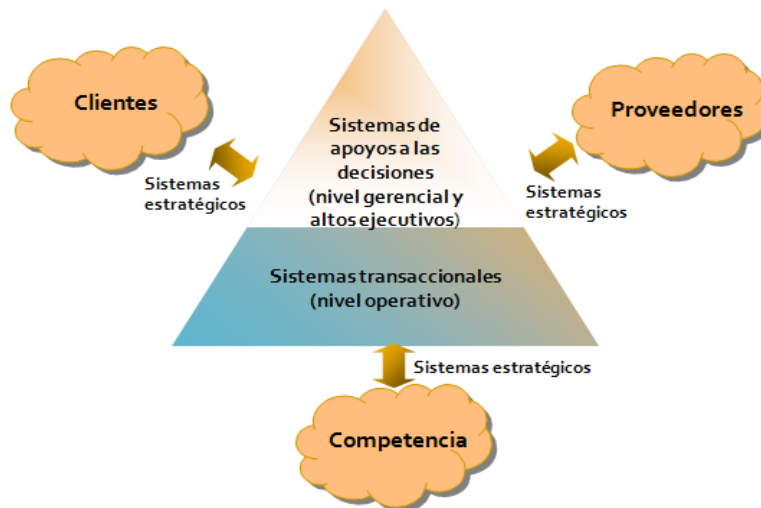 Clientes
Proveedores
Sistemas de
apoyos a las
decisiones
(nivel gerencial y
altos ejecutivos)
Sistemas
estratégicos
Sistemas
estratégicos
Sistemas transaccionales
(nivel operativo)
Sistemas estratégicos
Competencia